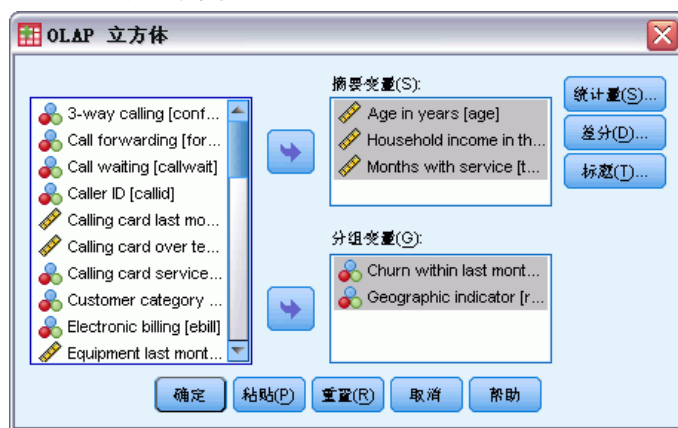 OLAP 立方体
3-way calling [conf...
Call forwarding [for...
Call waiting [callwait]
Caller ID [callid]
Calling card last mo...
Calling card over te...
Calling card service...
Customer category ...
Electronic billing [ebill]
Equipment last mont...
摘要变量(S):
Age in years [age]
Household income in th...
Months with service [t...
分组变量(G):
Churn within last mont...
Geographic indicator [r...
统计量(S)...
差分(D)...
标题(T)...
确定
粘贴(P)
重置(R)
取消
帮助